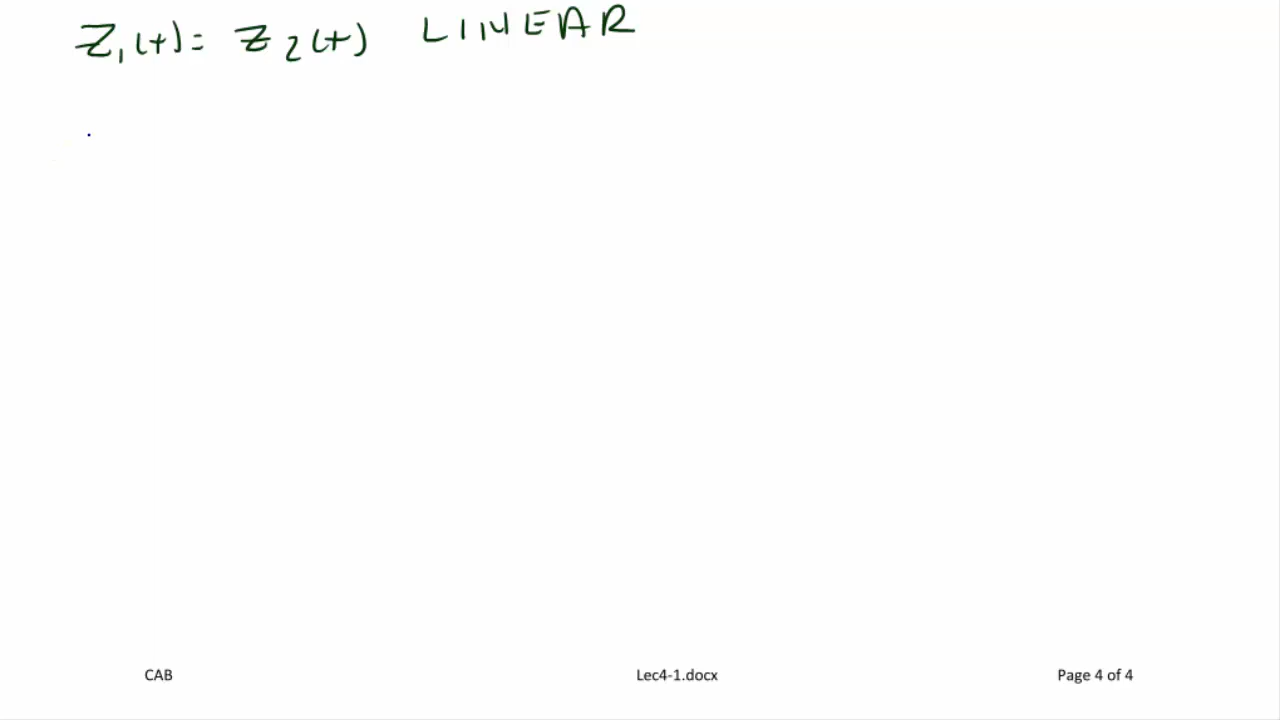 Z₁(t) = Z₂(t) LINEAR
CAB Lec4-1.docx Page 4 of 4